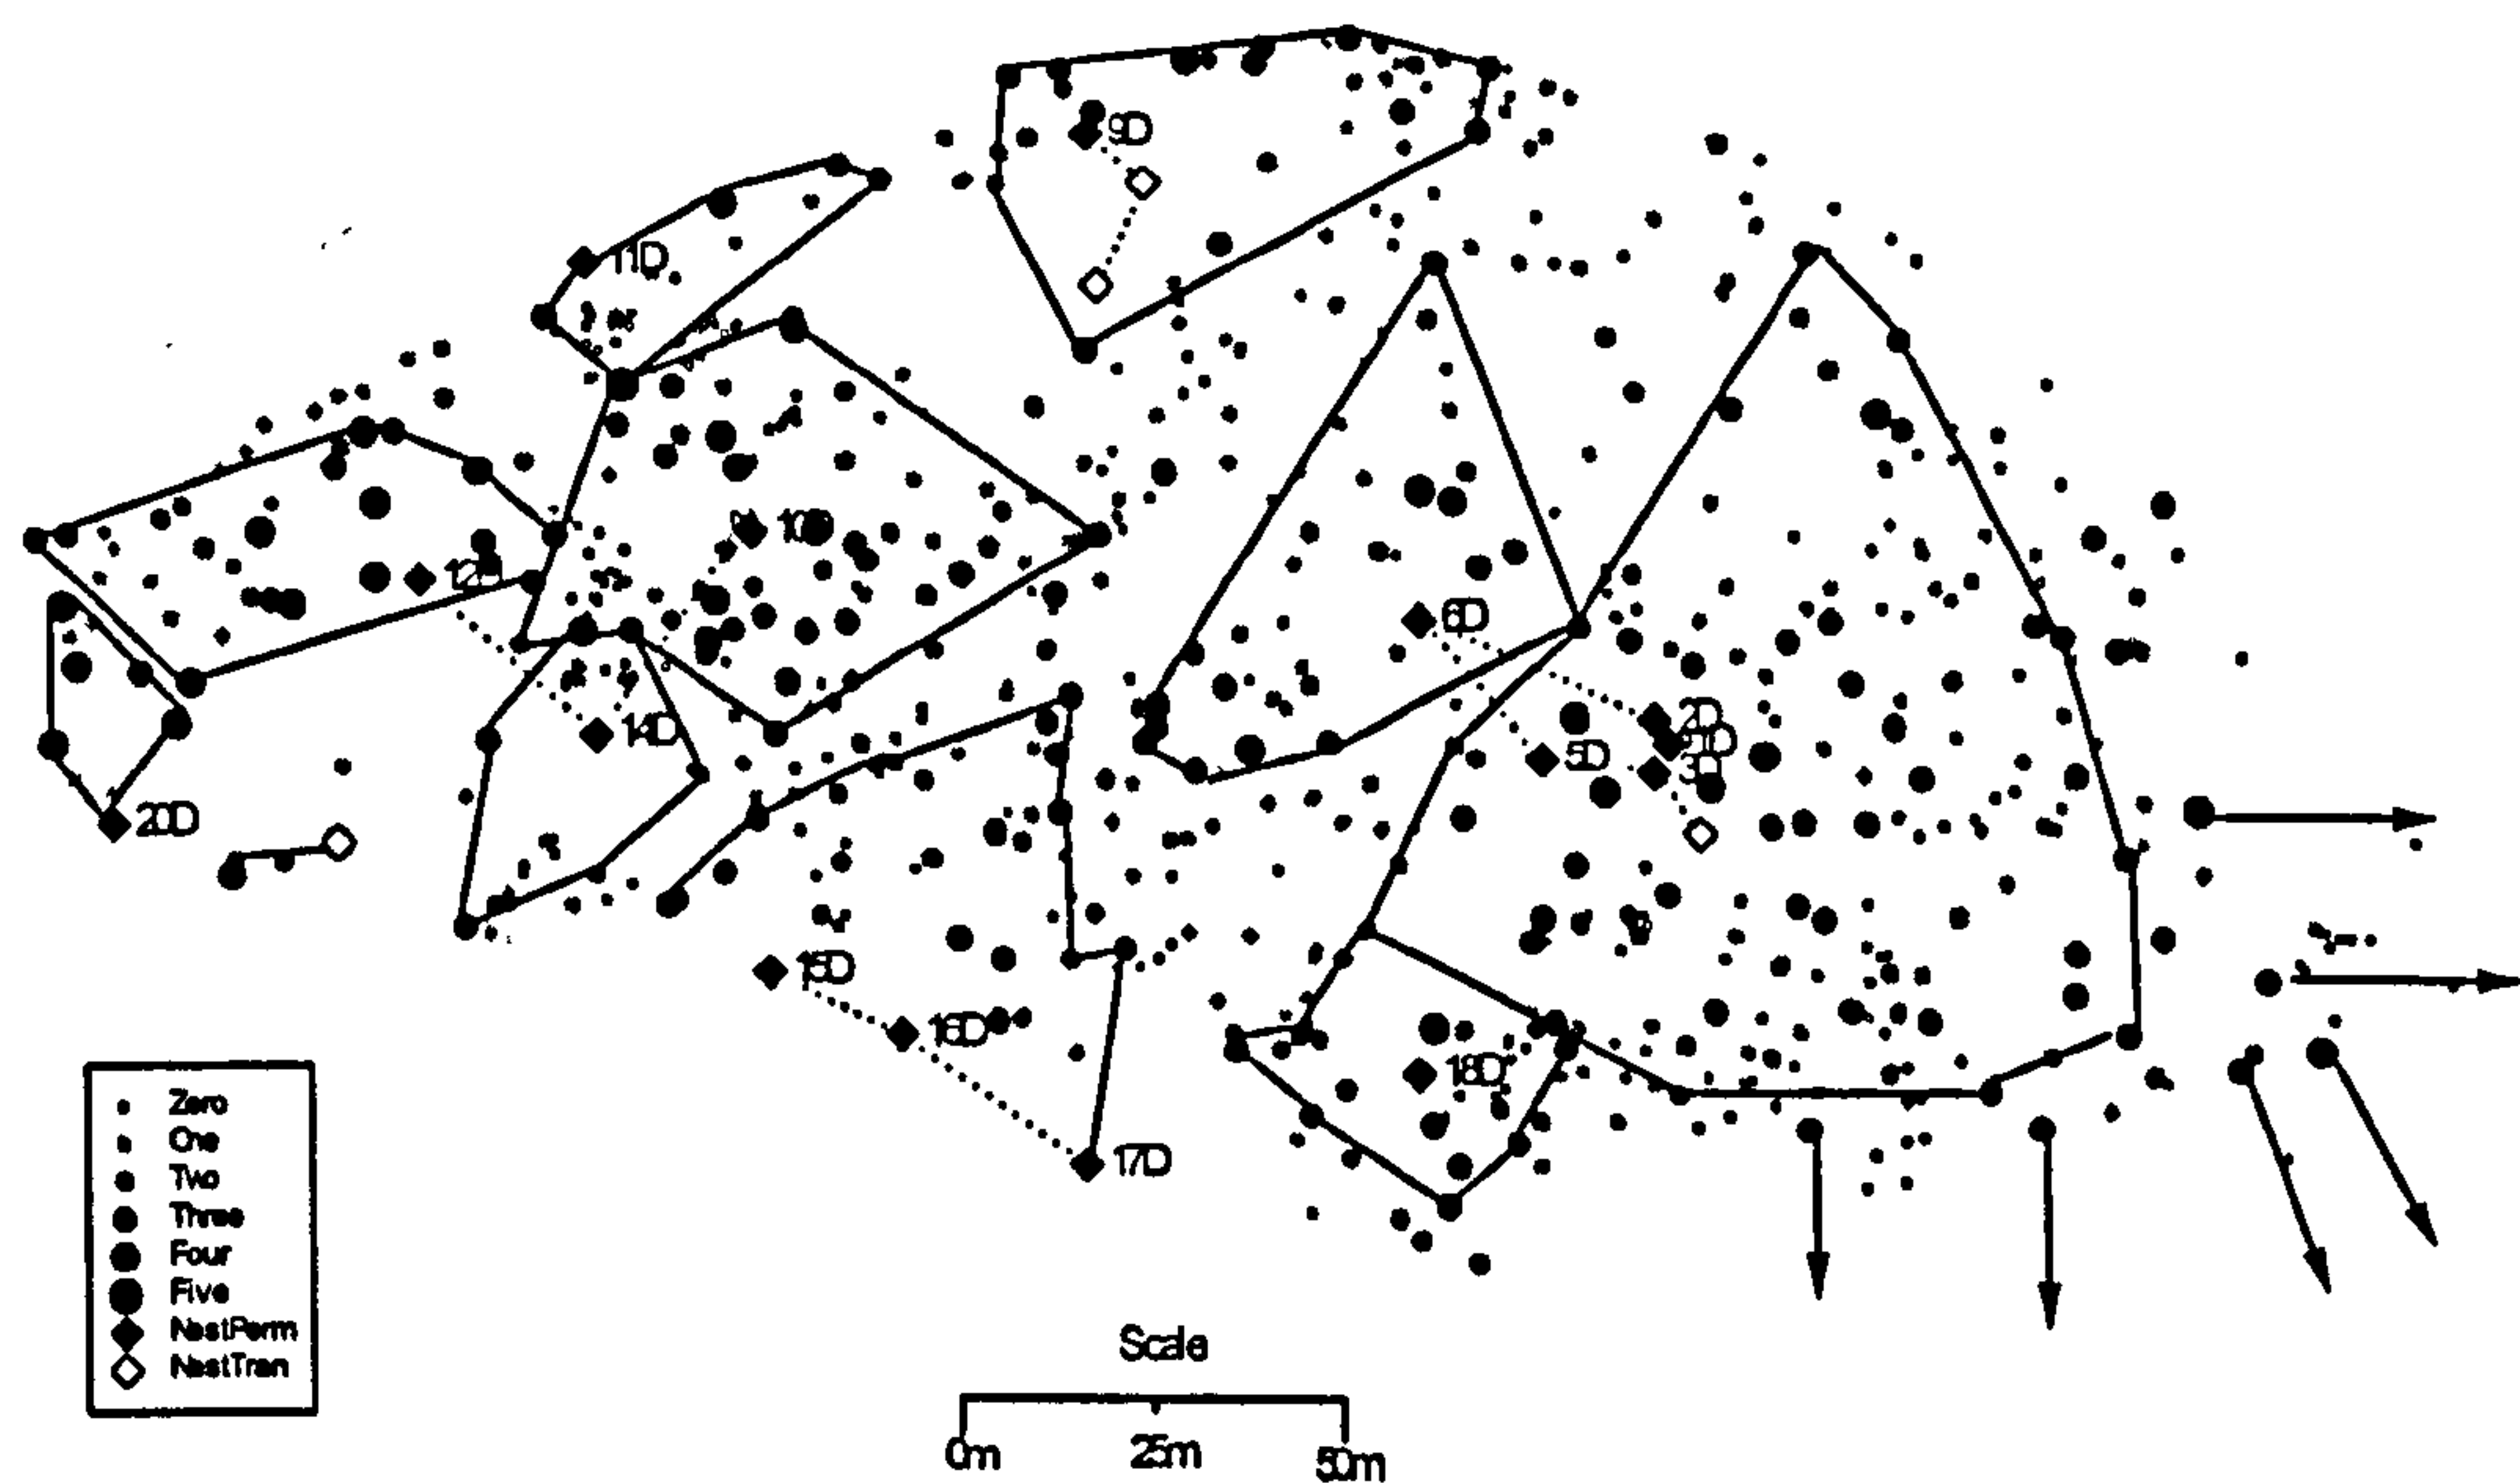 9D
11D
10D
12D
6D
2D
14D
5D
3D
20D
15D
16D
18D
17D
Zero
One
Two
Three
Four
Five
NestPerm
NestTran
Scale
0m 25m 50m